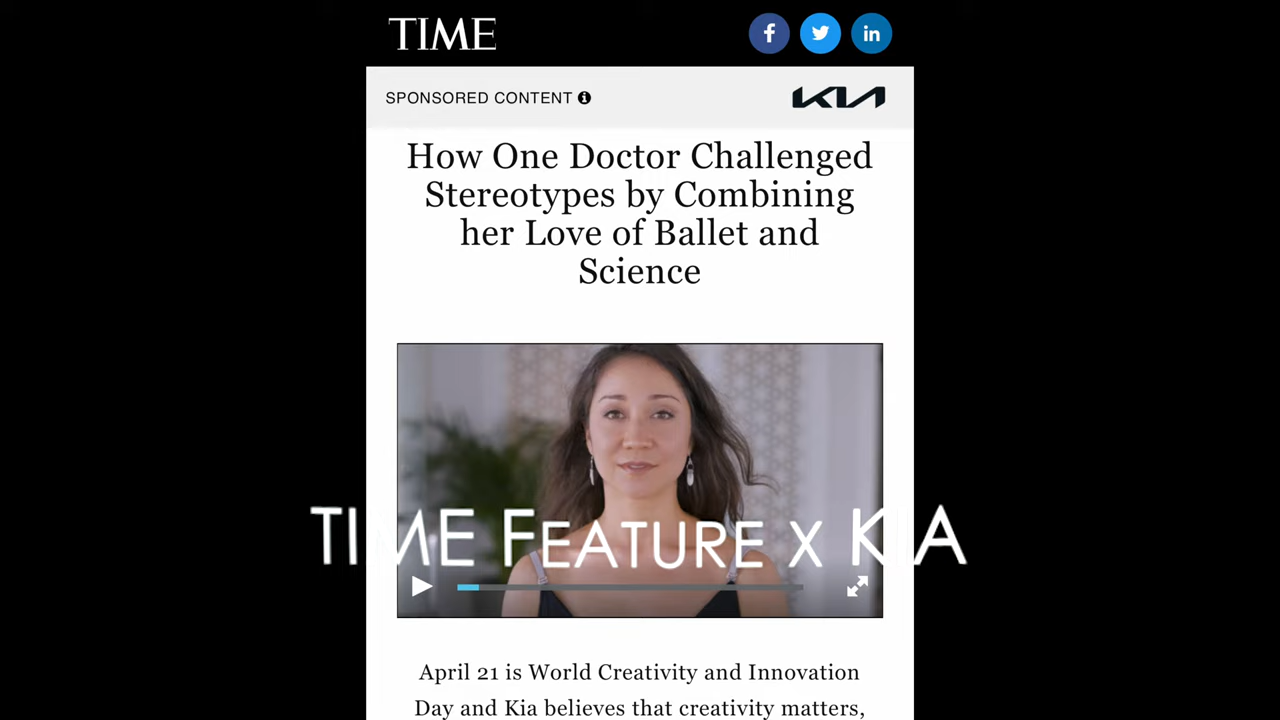 TIME
SPONSORED CONTENT
KIA
How One Doctor Challenged
Stereotypes by Combining
her Love of Ballet and
Science
TIME FEATURE X KIA
April 21 is World Creativity and Innovation
Day and Kia believes that creativity matters,